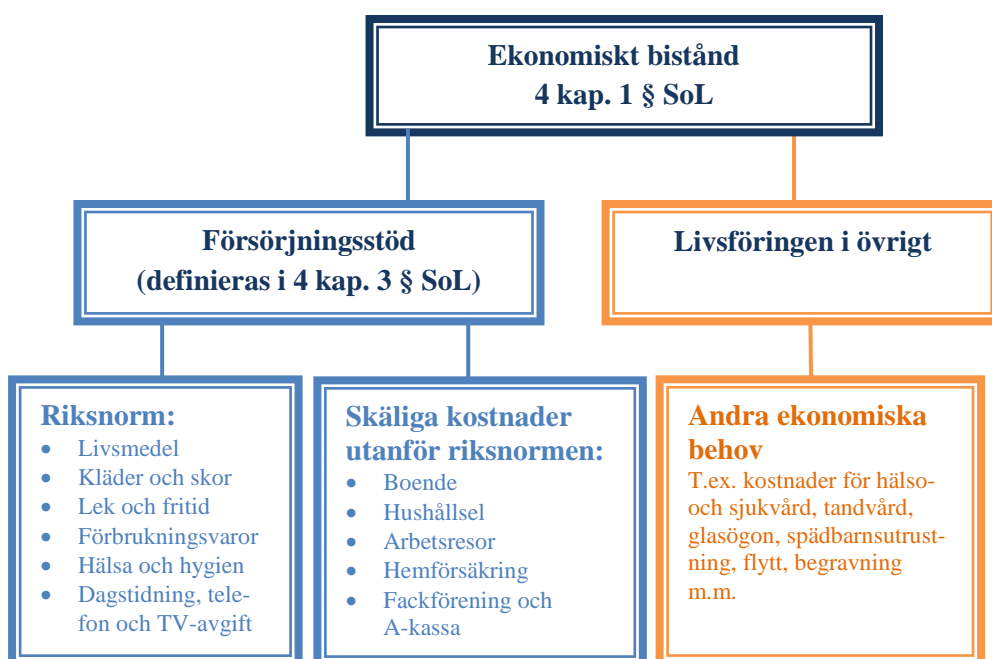 Ekonomiskt bistånd
4 kap. 1 § SoL
Försörjningsstöd
(definieras i 4 kap. 3 § SoL)
Livsföringen i övrigt
Riksnorm:
• Livsmedel
• Kläder och skor
• Lek och fritid
• Förbrukningsvaror
• Hälsa och hygien
• Dagstidning, tele-
fon och TV-avgift
Skäliga kostnader
utanför riksnormen:
• Boende
• Hushållsel
• Arbetsresor
• Hemförsäkring
• Fackförening och
A-kassa
Andra ekonomiska
behov
T.ex. kostnader för hälso-
och sjukvård, tandvård,
glasögon, spädbarnsutrust-
ning, flytt, begravning
m.m.